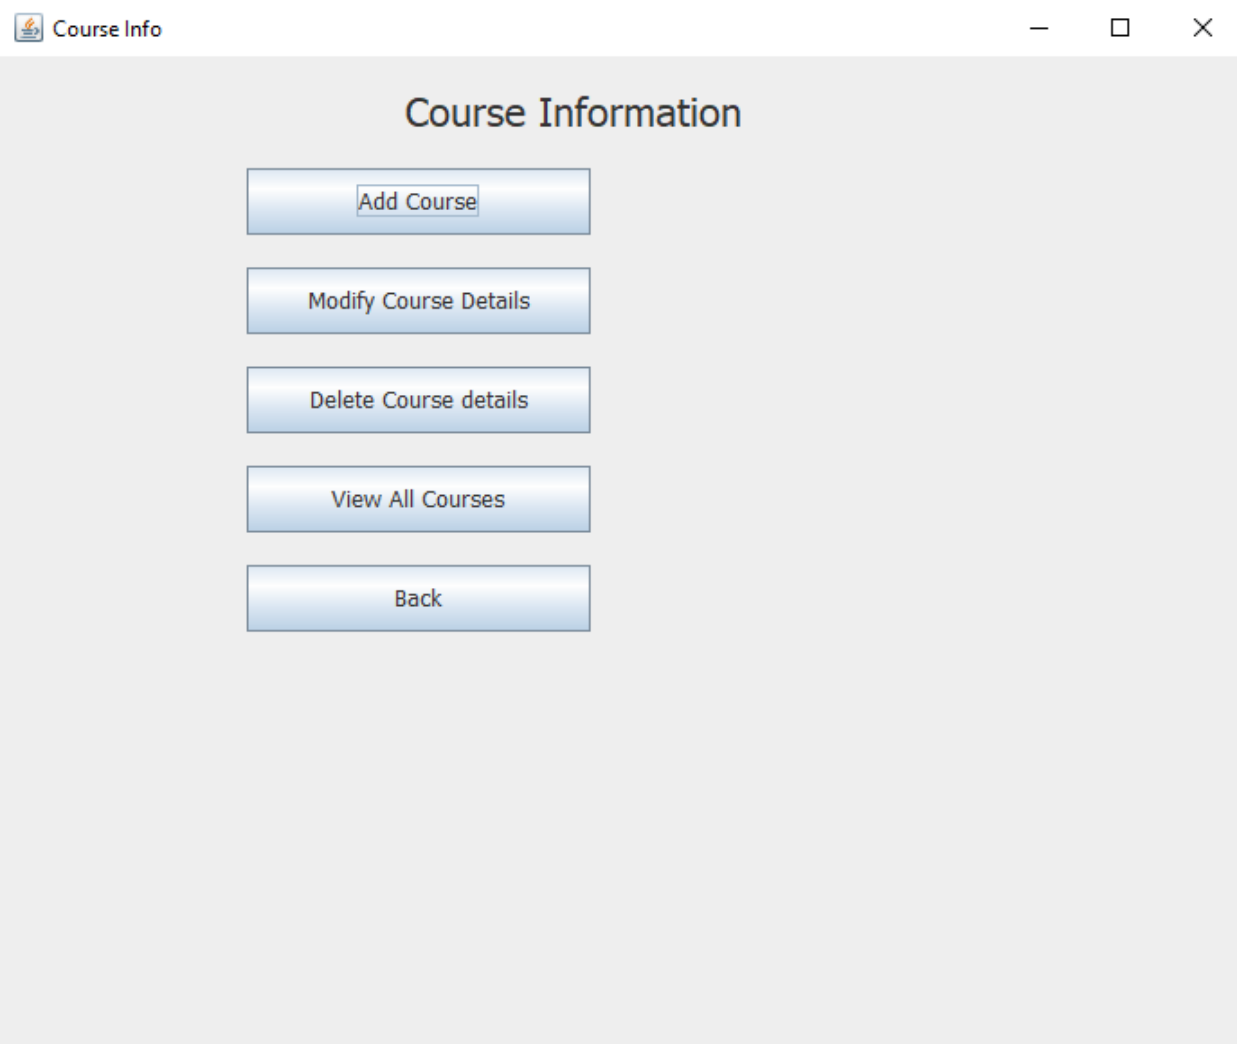 Course Info
Course Information
Add Course
Modify Course Details
Delete Course details
View All Courses
Back